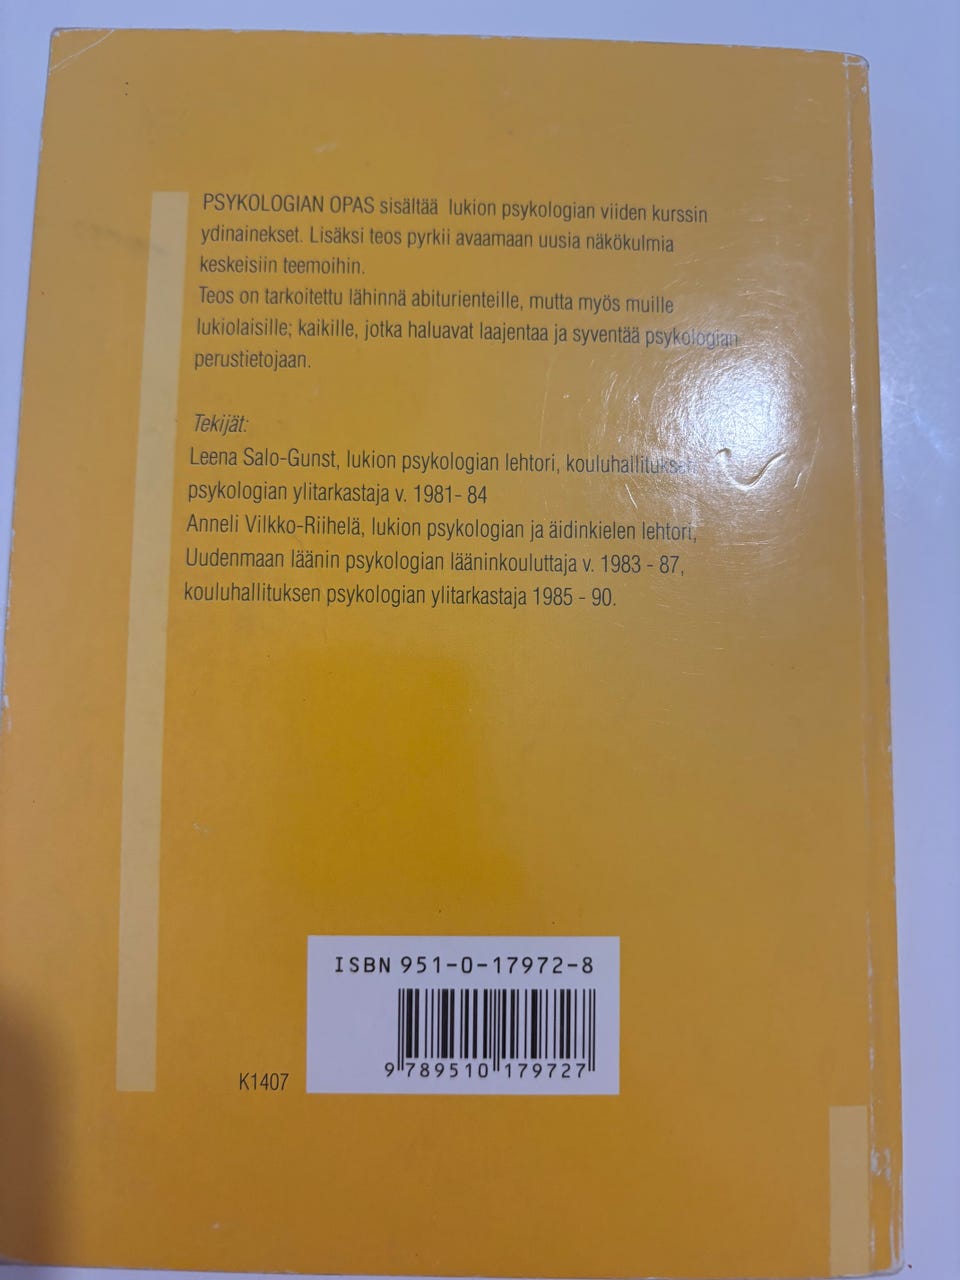 PSYKOLOGIAN OPAS sisältää lukion psykologian viiden kurssin
ydinainekset. Lisäksi teos pyrkii avaamaan uusia näkökulmia
keskeisiin teemoihin.
Teos on tarkoitettu lähinnä abiturienteille, mutta myös muille
lukiolaisille; kaikille, jotka haluavat laajentaa ja syventää psykologian
perustietojaan.
Tekijät:
Leena Salo-Gunst, lukion psykologian lehtori, kouluhallituksen
psykologian ylitarkastaja v. 1981- 84
Anneli Vilkko-Riihelä, lukion psykologian ja äidinkielen lehtori,
Uudenmaan läänin psykologian lääninkouluttaja v. 1983 - 87,
kouluhallituksen psykologian ylitarkastaja 1985 - 90.
ISBN 951-0-17972-8
9 789510 179727
K1407